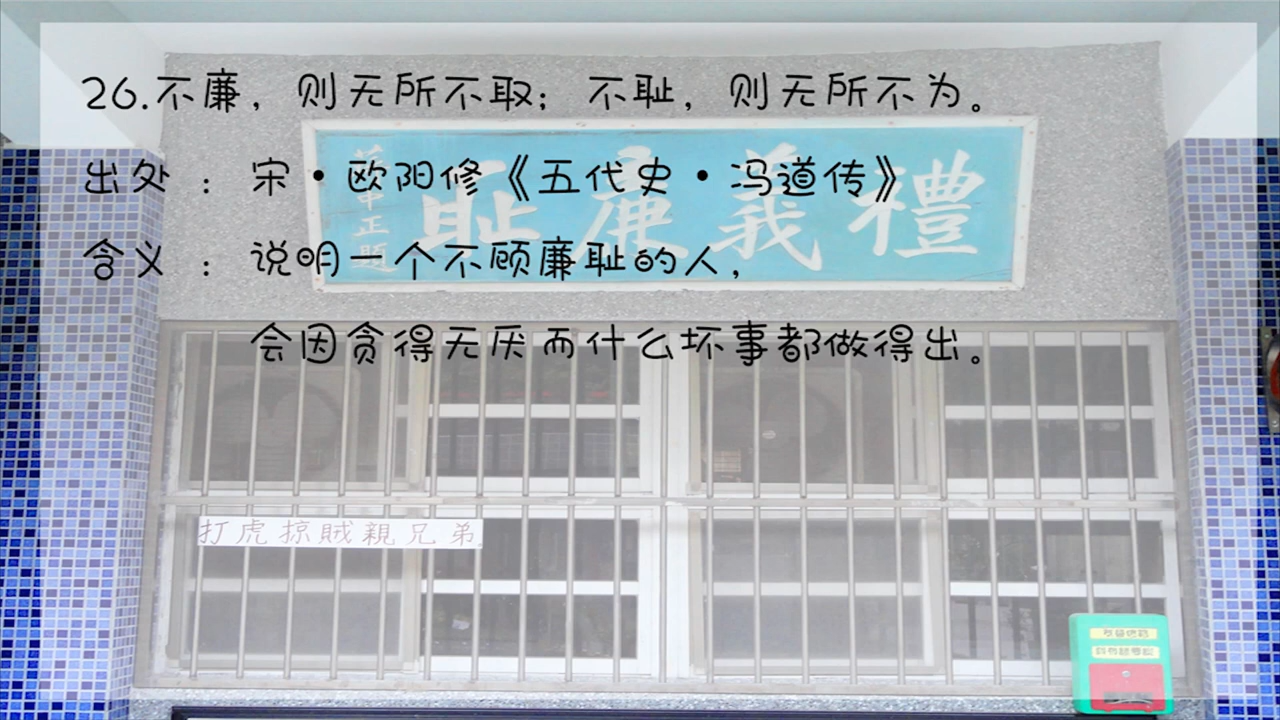 26.不廉，则无所不取；不耻，则无所不为。
出处 ： 宋·欧阳修《五代史·冯道传》
含义 ： 说明一个不顾廉耻的人，
会因贪得无厌而什么坏事都做得出。
禮義廉恥
蔣中正題
打虎掠賊親兄弟